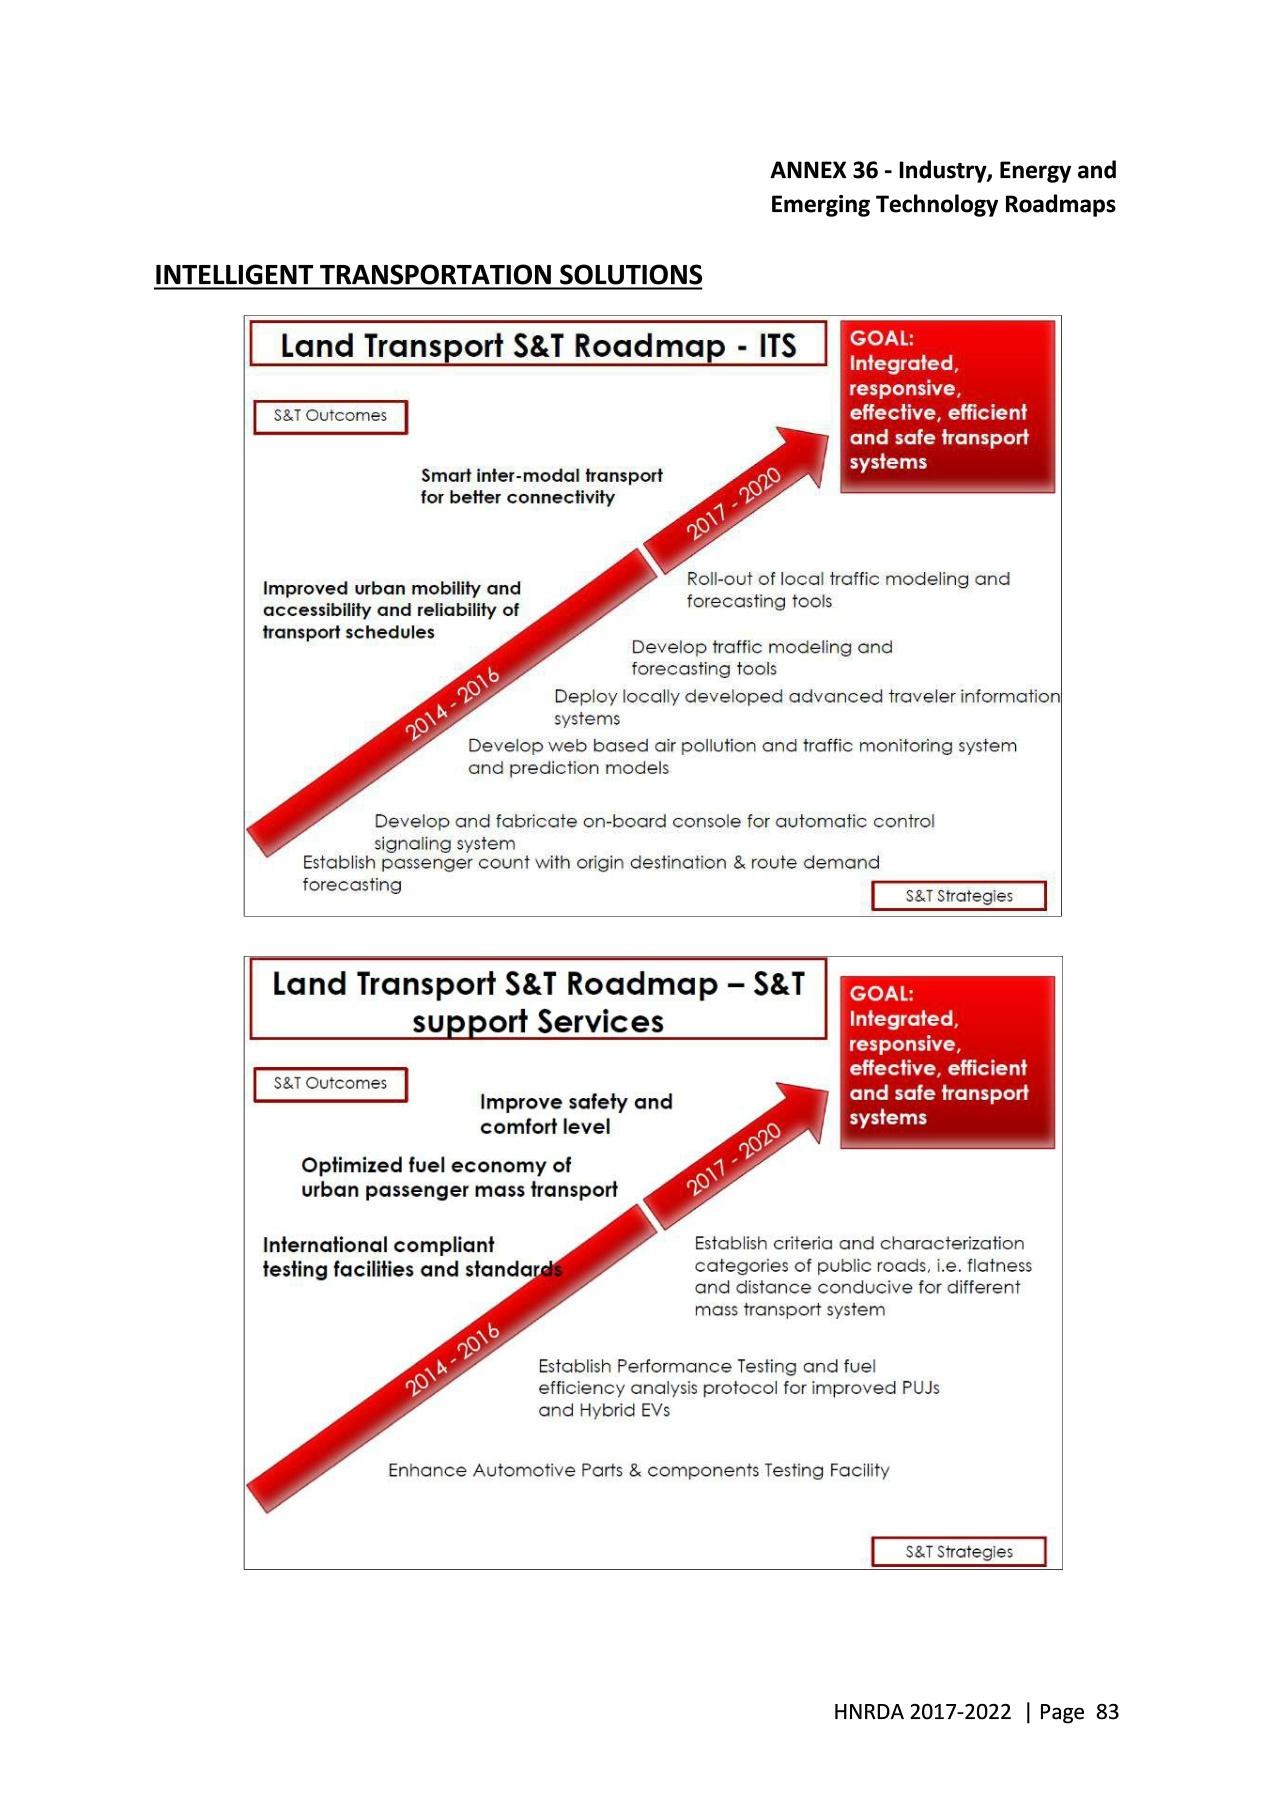 ANNEX 36 - Industry, Energy and
Emerging Technology Roadmaps
INTELLIGENT TRANSPORTATION SOLUTIONS
Land Transport S&T Roadmap - ITS
GOAL:
Integrated,
responsive,
effective, efficient
and safe transport
systems
S&T Outcomes
Smart inter-modal transport
for better connectivity
2017 - 2020
Improved urban mobility and
accessibility and reliability of
transport schedules
Roll-out of local traffic modeling and
forecasting tools
Develop traffic modeling and
forecasting tools
2014 - 2016
Deploy locally developed advanced traveler information
systems
Develop web based air pollution and traffic monitoring system
and prediction models
Develop and fabricate on-board console for automatic control
signaling system
Establish passenger count with origin destination & route demand
forecasting
S&T Strategies
Land Transport S&T Roadmap – S&T
support Services
GOAL:
Integrated,
responsive,
effective, efficient
and safe transport
systems
S&T Outcomes
Improve safety and
comfort level
Optimized fuel economy of
urban passenger mass transport
2017 - 2020
International compliant
testing facilities and standards
Establish criteria and characterization
categories of public roads, i.e. flatness
and distance conducive for different
mass transport system
2014 - 2016
Establish Performance Testing and fuel
efficiency analysis protocol for improved PUJs
and Hybrid EVs
Enhance Automotive Parts & components Testing Facility
S&T Strategies
HNRDA 2017-2022 | Page 83